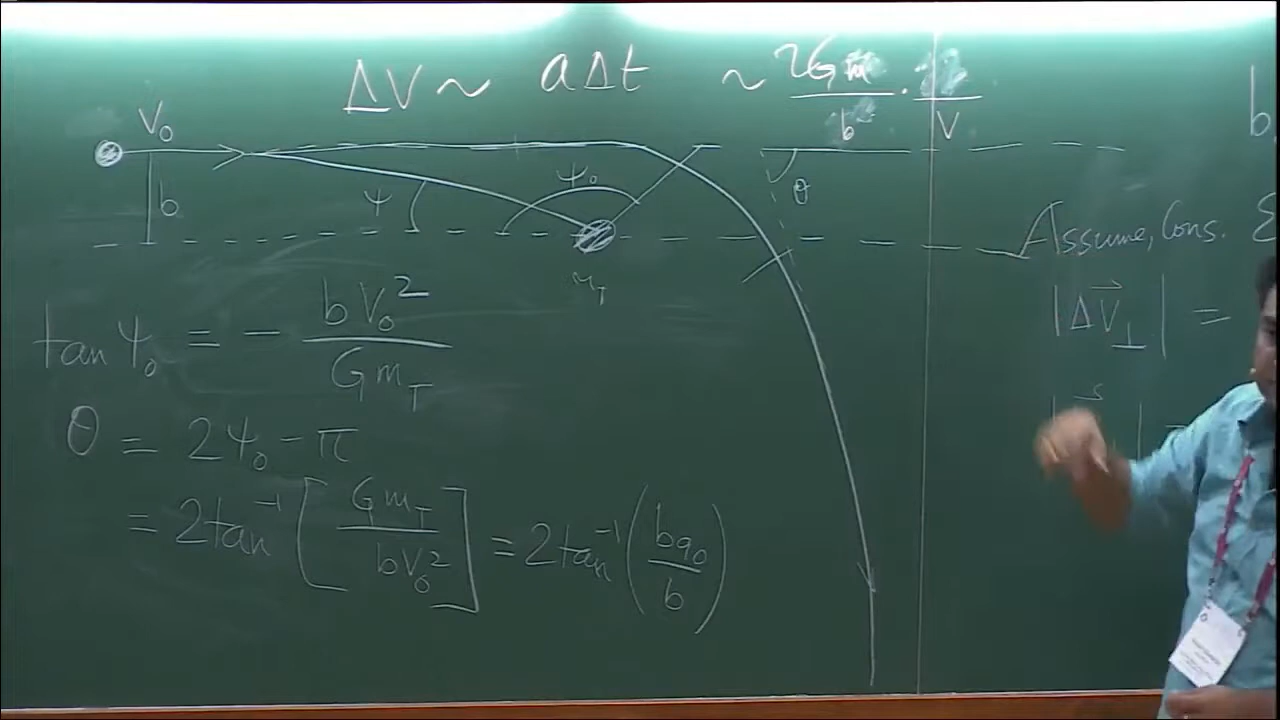 ΔV ~ aΔt ~ 2Gm / b · / V
V₀
b
ψ
ψ₀
θ
m_T
tan ψ₀ = - bV₀² / Gm_T
θ = 2ψ₀ - π
= 2tan⁻¹ [Gm_T / bV₀²] = 2tan⁻¹ (b₉₀ / b)
b
Assume, Cons. E
|ΔV⃗⊥| =